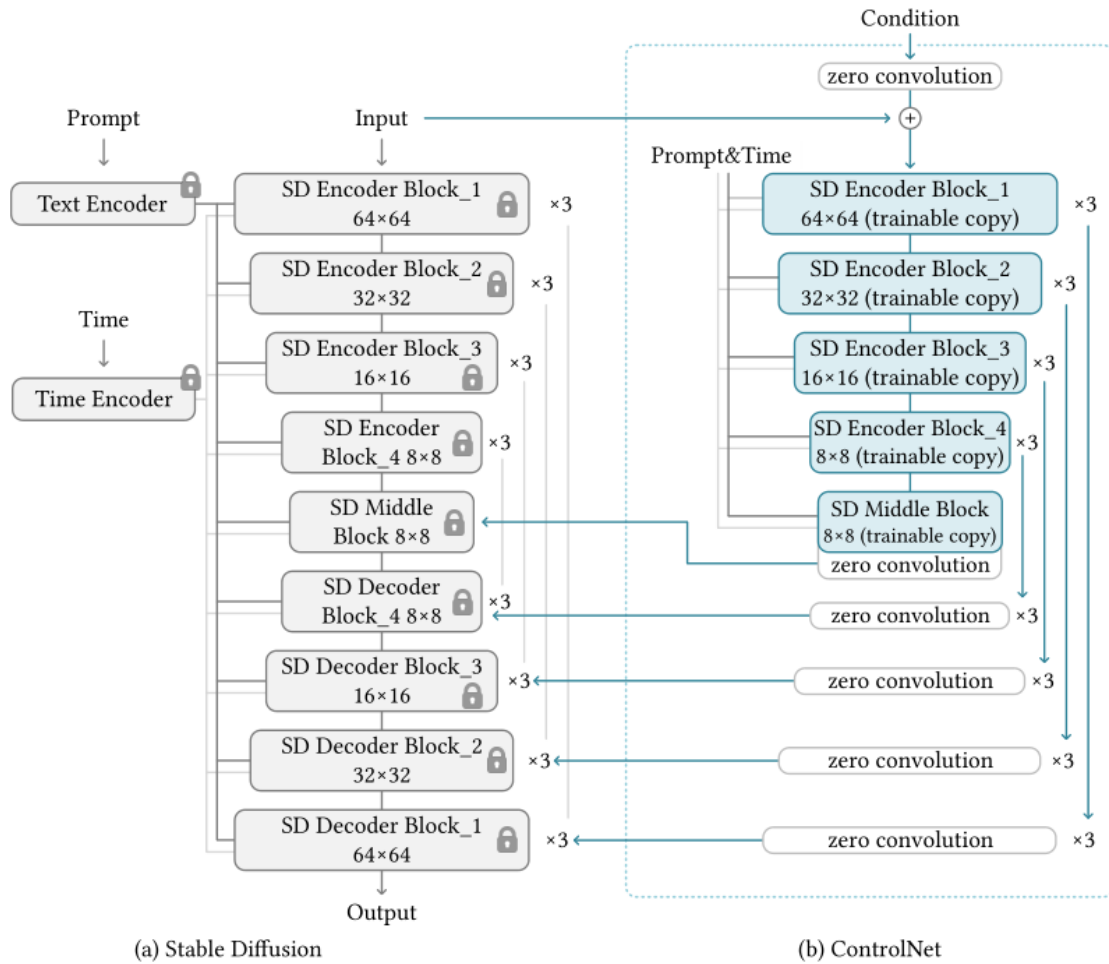 Prompt
Text Encoder
Time
Time Encoder
Input
SD Encoder Block_1
64×64
×3
SD Encoder Block_2
32×32
×3
SD Encoder Block_3
16×16
×3
SD Encoder
Block_4 8×8
×3
SD Middle
Block 8×8
SD Decoder
Block_4 8×8
×3
SD Decoder Block_3
16×16
×3
SD Decoder Block_2
32×32
×3
SD Decoder Block_1
64×64
×3
Output
(a) Stable Diffusion
Condition
zero convolution
+
Prompt&Time
SD Encoder Block_1
64×64 (trainable copy)
×3
SD Encoder Block_2
32×32 (trainable copy)
×3
SD Encoder Block_3
16×16 (trainable copy)
×3
SD Encoder Block_4
8×8 (trainable copy)
×3
SD Middle Block
8×8 (trainable copy)
zero convolution
zero convolution
×3
zero convolution
×3
zero convolution
×3
zero convolution
×3
(b) ControlNet